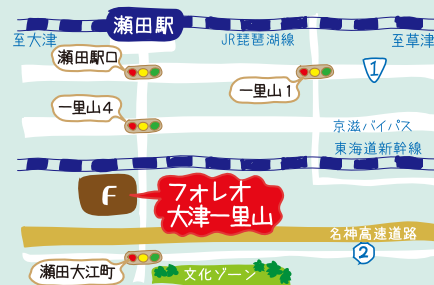 瀬田駅
至大津
JR琵琶湖線
至草津
瀬田駅口
1
一里山1
一里山4
京滋バイパス
東海道新幹線
F
フォレオ
大津一里山
名神高速道路
2
瀬田大江町
文化ゾーン